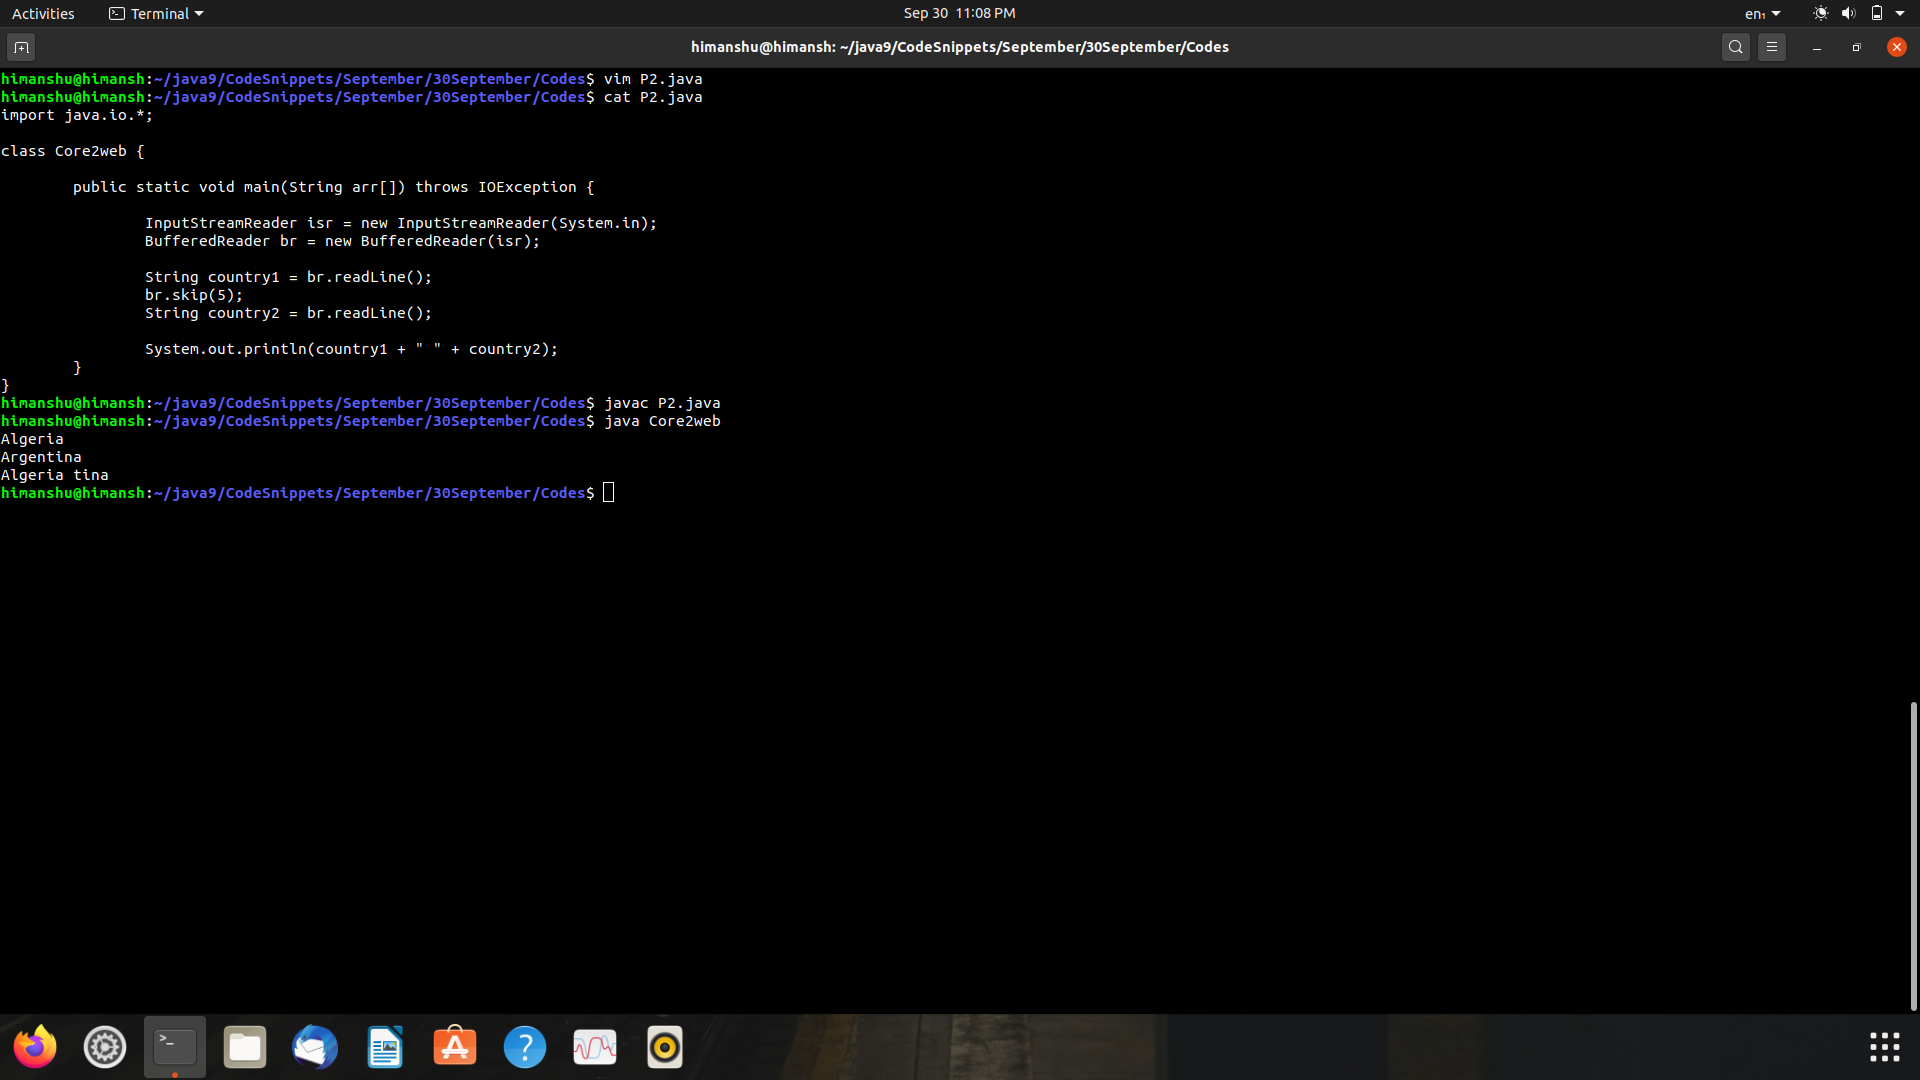 Activities Terminal Sep 30 11:08 PM en₁
himanshu@himansh: ~/java9/CodeSnippets/September/30September/Codes
himanshu@himansh:~/java9/CodeSnippets/September/30September/Codes$ vim P2.java
himanshu@himansh:~/java9/CodeSnippets/September/30September/Codes$ cat P2.java
import java.io.*;
class Core2web {
public static void main(String arr[]) throws IOException {
InputStreamReader isr = new InputStreamReader(System.in);
BufferedReader br = new BufferedReader(isr);
String country1 = br.readLine();
br.skip(5);
String country2 = br.readLine();
System.out.println(country1 + " " + country2);
}
}
himanshu@himansh:~/java9/CodeSnippets/September/30September/Codes$ javac P2.java
himanshu@himansh:~/java9/CodeSnippets/September/30September/Codes$ java Core2web
Algeria
Argentina
Algeria tina
himanshu@himansh:~/java9/CodeSnippets/September/30September/Codes$